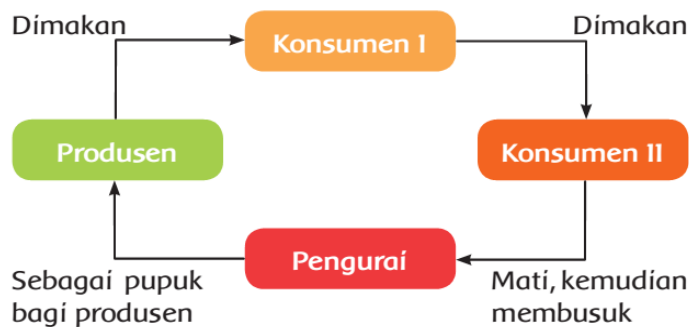 Dimakan
Konsumen I
Dimakan
Produsen
Konsumen II
Pengurai
Sebagai pupuk
bagi produsen
Mati, kemudian
membusuk